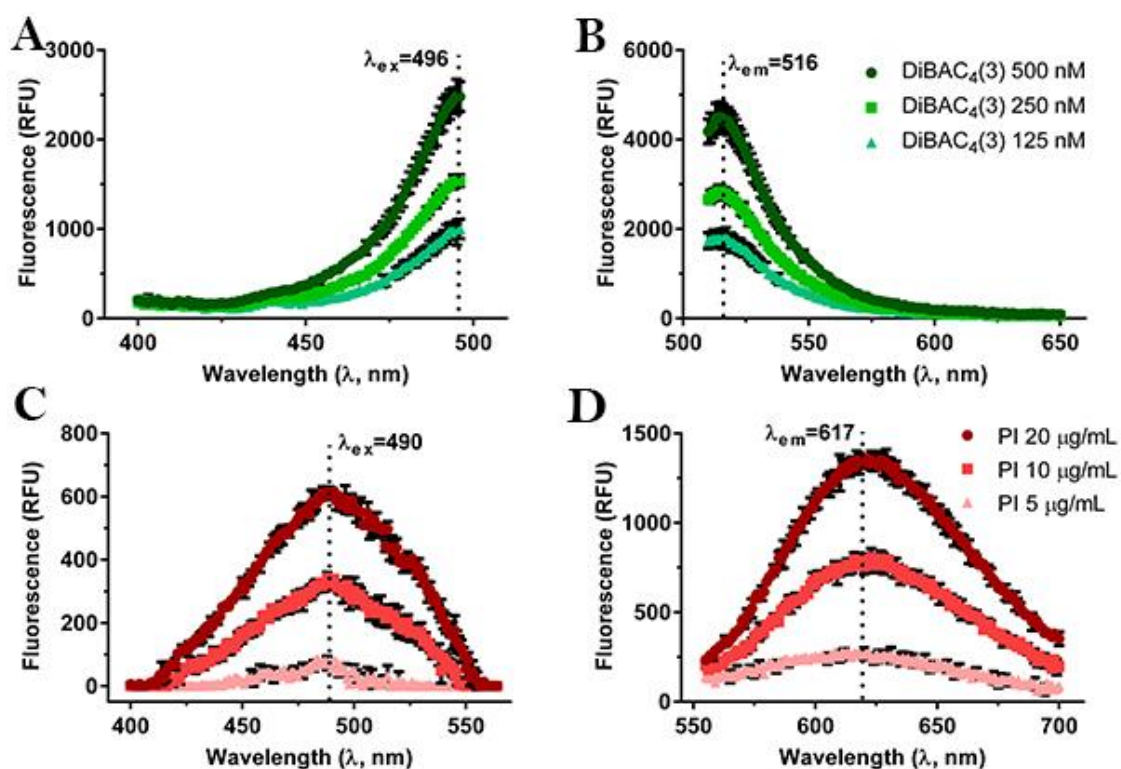 A
3000
2000
1000
0
400
450
500
Fluorescence (RFU)
Wavelength (λ, nm)
λex=496
B
6000
4000
2000
0
500
550
600
650
Fluorescence (RFU)
Wavelength (λ, nm)
λem=516
DiBAC4(3) 500 nM
DiBAC4(3) 250 nM
DiBAC4(3) 125 nM
C
800
600
400
200
0
400
450
500
550
Fluorescence (RFU)
Wavelength (λ, nm)
λex=490
D
1500
1000
500
0
550
600
650
700
Fluorescence (RFU)
Wavelength (λ, nm)
λem=617
PI 20 μg/mL
PI 10 μg/mL
PI 5 μg/mL